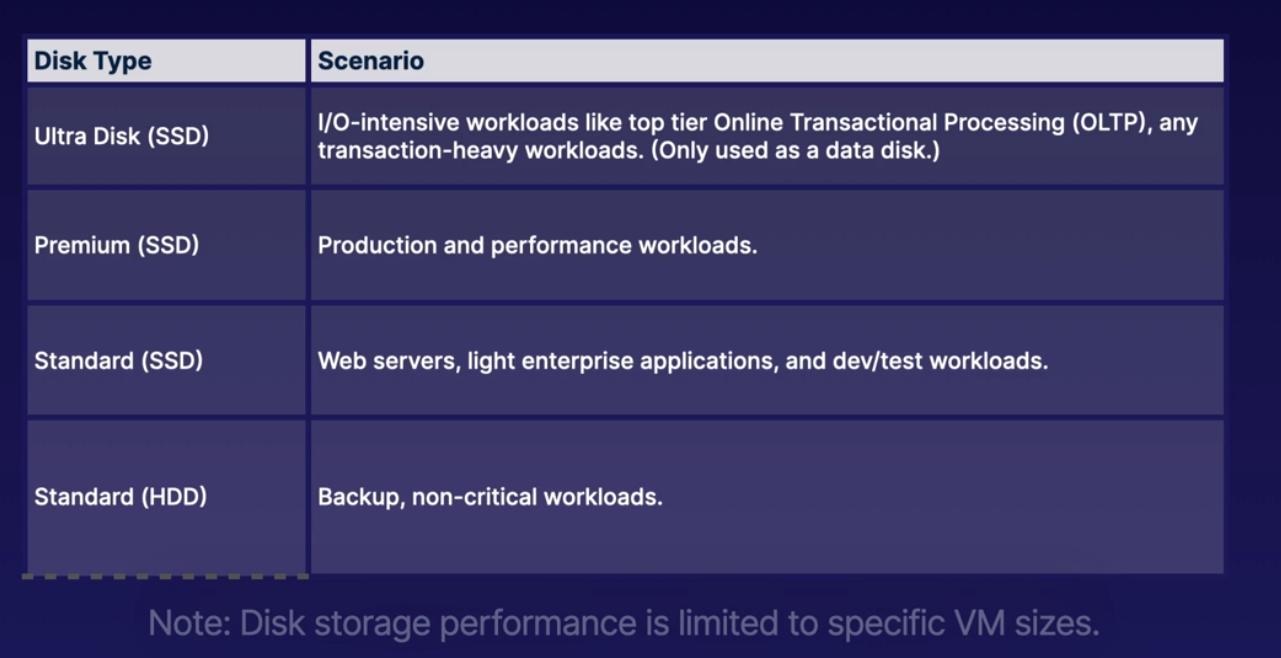 Disk Type
Scenario
Ultra Disk (SSD)
I/O-intensive workloads like top tier Online Transactional Processing (OLTP), any
transaction-heavy workloads. (Only used as a data disk.)
Premium (SSD)
Production and performance workloads.
Standard (SSD)
Web servers, light enterprise applications, and dev/test workloads.
Standard (HDD)
Backup, non-critical workloads.
Note: Disk storage performance is limited to specific VM sizes.